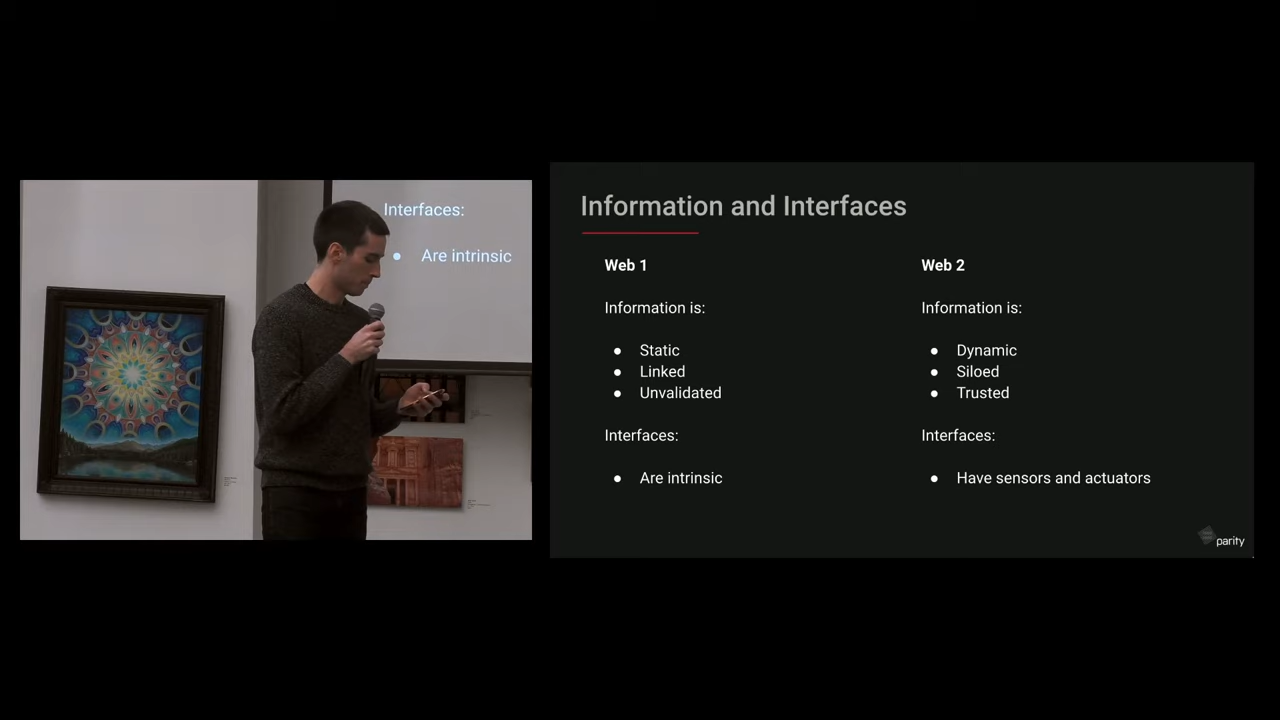 Interfaces:
● Are intrinsic
Information and Interfaces
Web 1
Information is:
● Static
● Linked
● Unvalidated
Interfaces:
● Are intrinsic
Web 2
Information is:
● Dynamic
● Siloed
● Trusted
Interfaces:
● Have sensors and actuators
parity